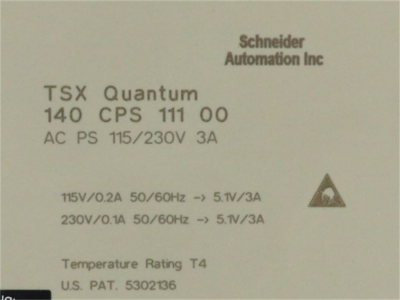 Schneider
Automation Inc
TSX Quantum
140 CPS 111 00
AC PS 115/230V 3A
115V/0.2A 50/60Hz -> 5.1V/3A
230V/0.1A 50/60Hz -> 5.1V/3A
Temperature Rating T4
U.S. PAT. 5302136